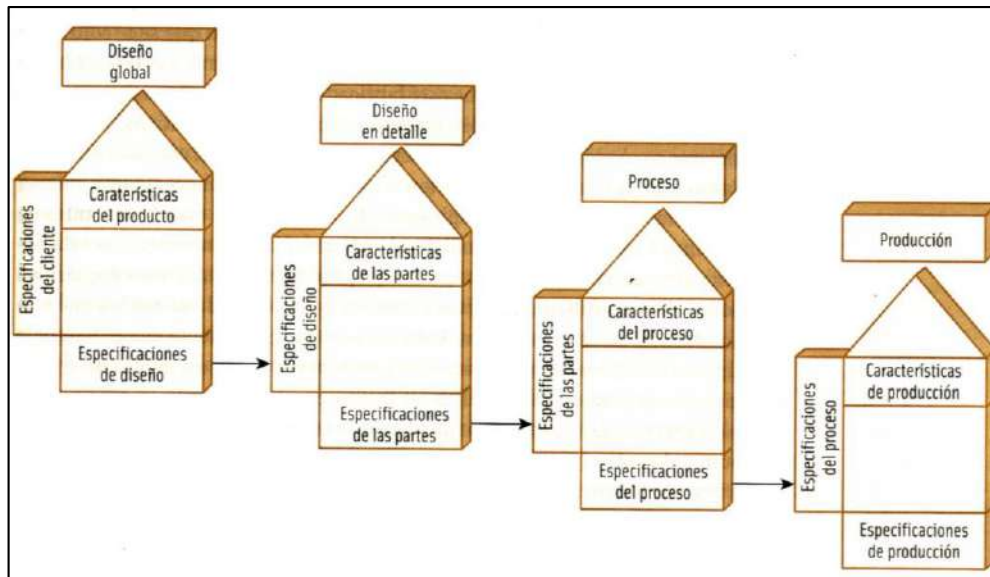 Diseño
global
Especificaciones
del cliente
Caraterísticas
del producto
Especificaciones
de diseño
Diseño
en detalle
Especificaciones
de diseño
Características
de las partes
Especificaciones
de las partes
Proceso
Especificaciones
de las partes
Características
del proceso
Especificaciones
del proceso
Producción
Especificaciones
del proceso
Características
de producción
Especificaciones
de producción